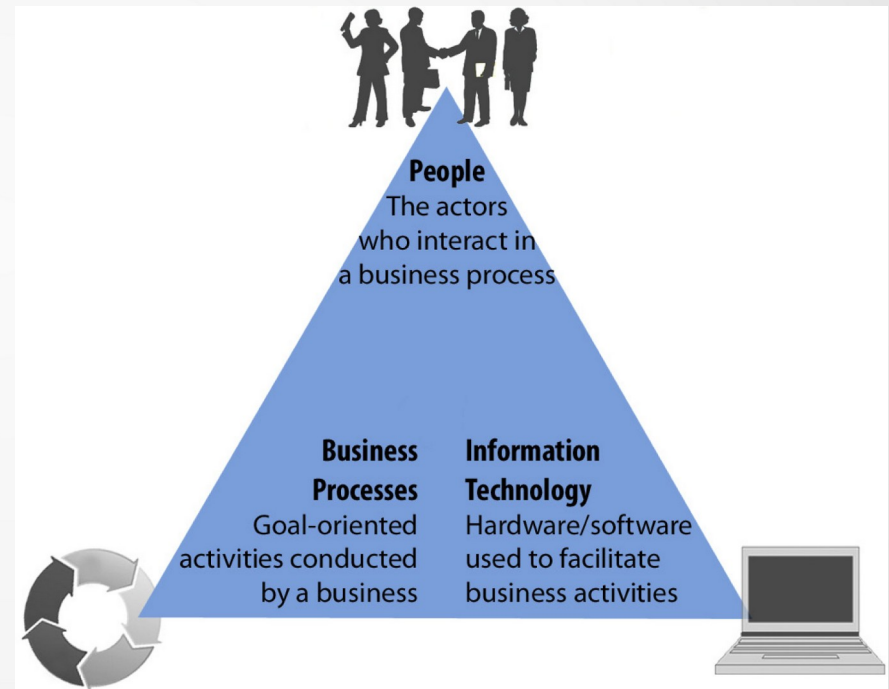 People
The actors
who interact in
a business process
Business
Processes
Goal-oriented
activities conducted
by a business
Information
Technology
Hardware/software
used to facilitate
business activities